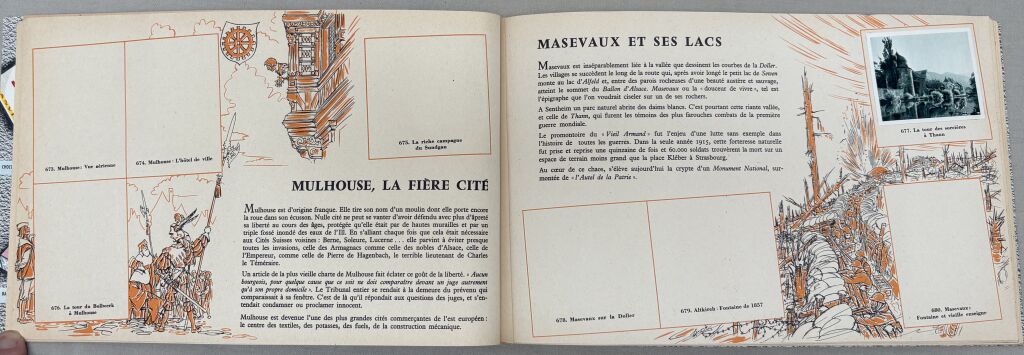 673. Mulhouse: Vue aérienne
674. Mulhouse: L'hôtel de ville
675. La riche campagne
du Sundgau
676. La tour du Bollwerk
à Mulhouse
MULHOUSE, LA FIÈRE CITÉ
Mulhouse est d'origine franque. Elle tire son nom d'un moulin dont elle porte encore
la roue dans son écusson. Nulle cité ne peut se vanter d'avoir défendu avec plus d'âpreté
sa liberté au cours des âges, protégée qu'elle était par de hautes murailles et par un
triple fossé inondé des eaux de l'Ill. En s'alliant chaque fois que cela était nécessaire
aux Cités Suisses voisines : Berne, Soleure, Lucerne... elle parvint à éviter presque
toutes les invasions, celle des Armagnacs comme celle des nobles d'Alsace, celle de
l'Empereur, comme celle de Pierre de Hagenbach, le terrible lieutenant de Charles
le Téméraire.
Un article de la plus vieille charte de Mulhouse fait éclater ce goût de la liberté. « Aucun
bourgeois, pour quelque cause que ce soit ne doit comparaître devant un juge autrement
qu'à son propre domicile ». Le Tribunal entier se rendait à la demeure du prévenu qui
comparaissait à sa fenêtre. C'est de là qu'il répondait aux questions des juges, et s'en-
tendait condamner ou proclamer innocent.
Mulhouse est devenue l'une des plus grandes cités commerçantes de l'est européen :
le centre des textiles, des potasses, des fuels, de la construction mécanique.
MASEVAUX ET SES LACS
Masevaux est inséparablement liée à la vallée que dessinent les courbes de la Doller.
Les villages se succèdent le long de la route qui, après avoir longé le petit lac de Sewen
monte au lac d'Alfeld et, entre des parois rocheuses d'une beauté austère et sauvage,
atteint le sommet du Ballon d'Alsace. Masevaux ou la « douceur de vivre », tel est
l'épigraphe que l'on voudrait ciseler sur un de ses rochers.
A Sentheim un parc naturel abrite des daims blancs. C'est pourtant cette riante vallée,
et celle de Thann, qui furent les témoins des plus farouches combats de la première
guerre mondiale.
Le promontoire du « Vieil Armand » fut l'enjeu d'une lutte sans exemple dans
l'histoire de toutes les guerres. Dans la seule année 1915, cette forteresse naturelle
fut prise et reprise une quinzaine de fois et 60.000 soldats trouvèrent la mort sur un
espace de terrain moins grand que la place Kléber à Strasbourg.
Au cœur de ce chaos, s'élève aujourd'hui la crypte d'un Monument National, sur-
montée de « l'Autel de la Patrie ».
677. La tour des sorcières
à Thann
678. Masevaux sur la Doller
679. Altkirch : Fontaine de 1857
680. Masevaux :
Fontaine et vieille enseigne